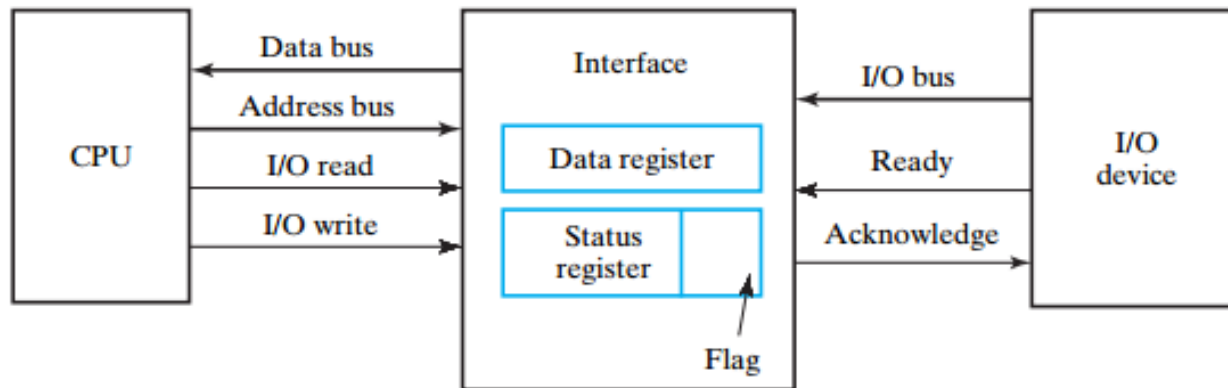 CPU
Data bus
Address bus
I/O read
I/O write
Interface
Data register
Status
register
Flag
I/O bus
Ready
Acknowledge
I/O
device